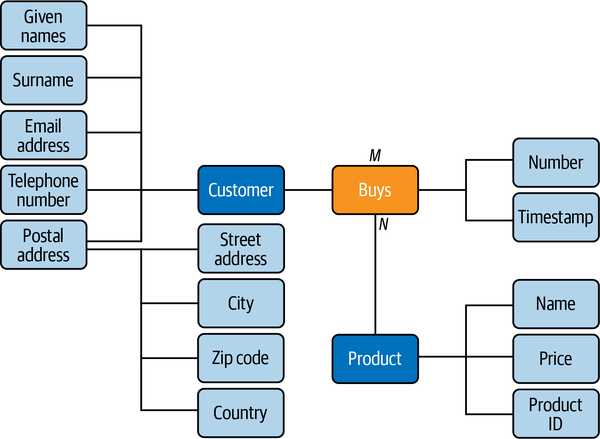 Given
names
Surname
Email
address
Telephone
number
Postal
address
Customer
Street
address
City
Zip code
Country
M
Buys
N
Product
Number
Timestamp
Name
Price
Product
ID